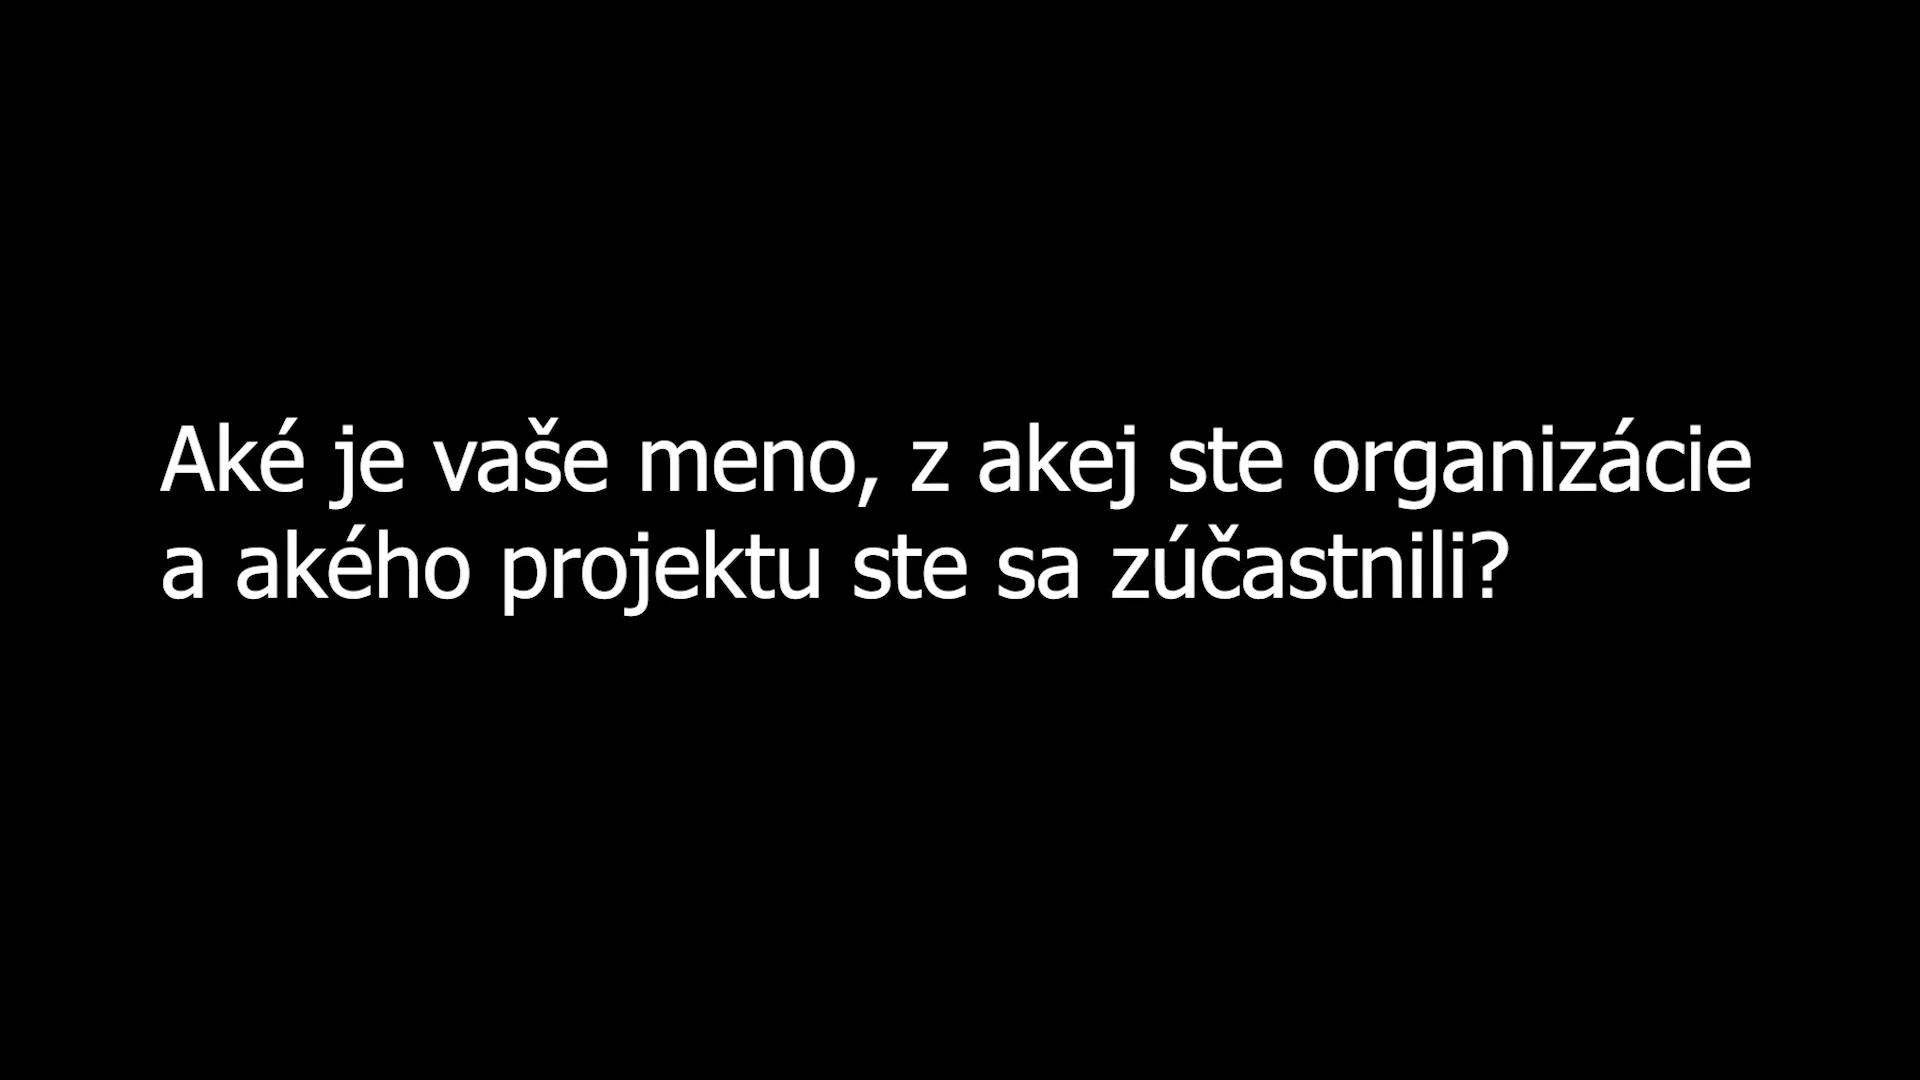 Aké je vaše meno, z akej ste organizácie
a akého projektu ste sa zúčastnili?